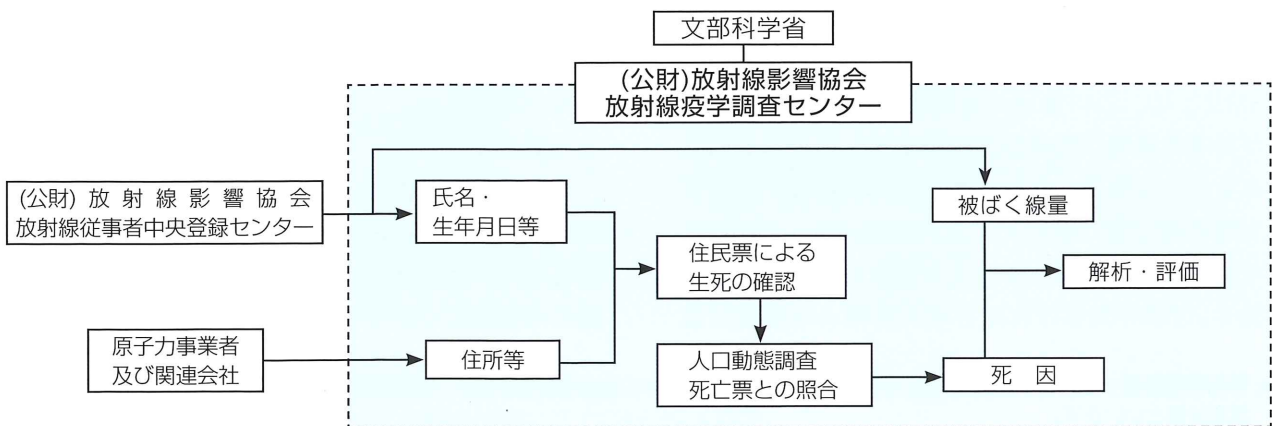 文部科学省
(公財)放射線影響協会
放射線疫学調査センター
(公財)放射線影響協会
放射線従事者中央登録センター
氏名・
生年月日等
被ばく線量
住民票による
生死の確認
解析・評価
原子力事業者
及び関連会社
住所等
人口動態調査
死亡票との照合
死 因